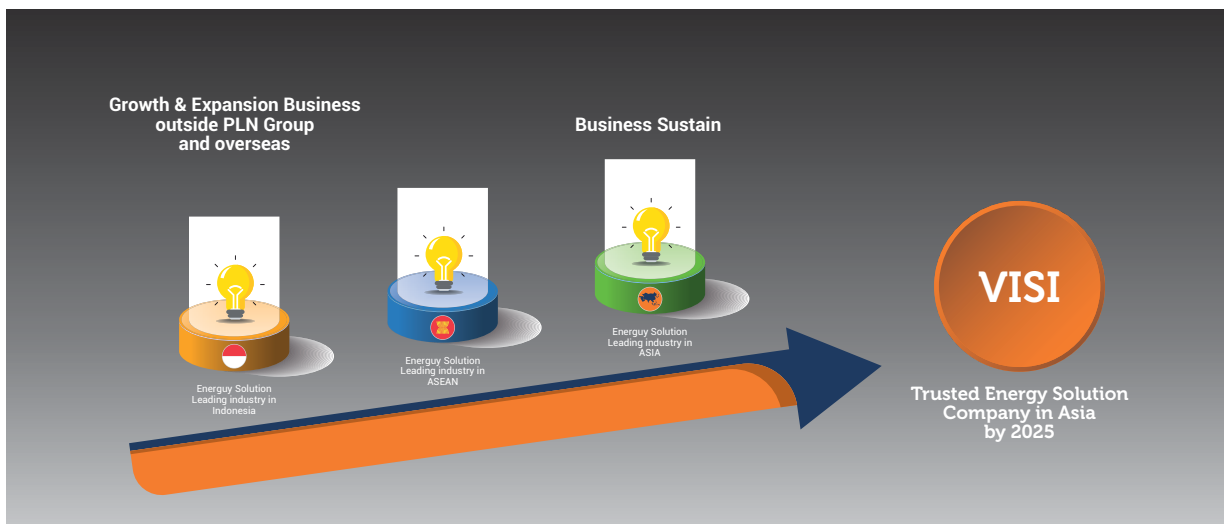 Growth & Expansion Business
outside PLN Group
and overseas
Business Sustain
Energuy Solution
Leading industry in
Indonesia
Energuy Solution
Leading industry in
ASEAN
Energuy Solution
Leading industry in
ASIA
VISI
Trusted Energy Solution
Company in Asia
by 2025